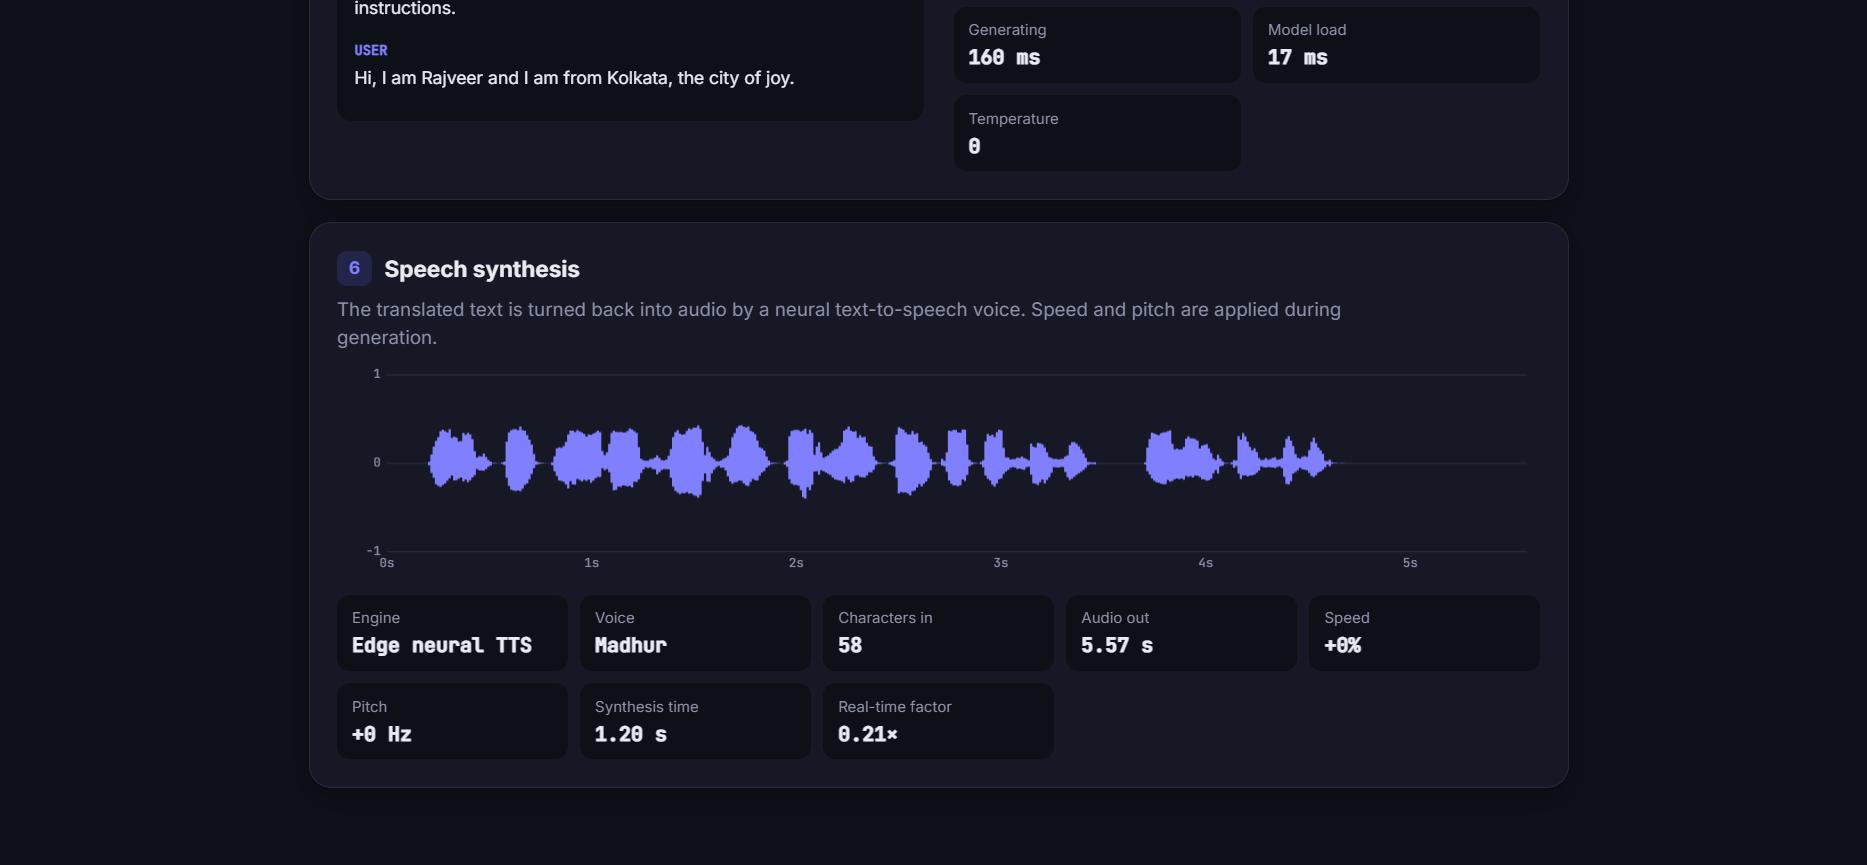 instructions.
USER
Hi, I am Rajveer and I am from Kolkata, the city of joy.
Generating
160 ms
Model load
17 ms
Temperature
0
6
Speech synthesis
The translated text is turned back into audio by a neural text-to-speech voice. Speed and pitch are applied during
generation.
1
0
-1
0s
1s
2s
3s
4s
5s
Engine
Edge neural TTS
Voice
Madhur
Characters in
58
Audio out
5.57 s
Speed
+0%
Pitch
+0 Hz
Synthesis time
1.20 s
Real-time factor
0.21×